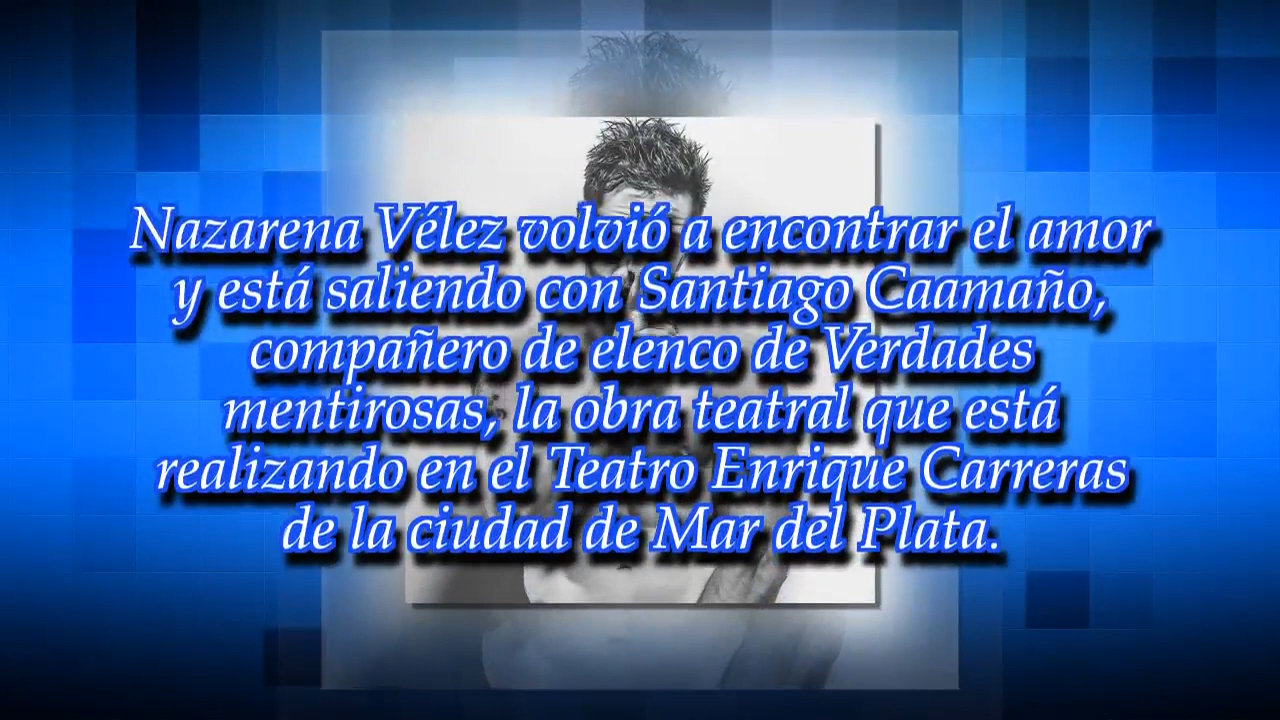 Nazarena Vélez volvió a encontrar el amor
y está saliendo con Santiago Caamaño,
compañero de elenco de Verdades
mentirosas, la obra teatral que está
realizando en el Teatro Enrique Carreras
de la ciudad de Mar del Plata.